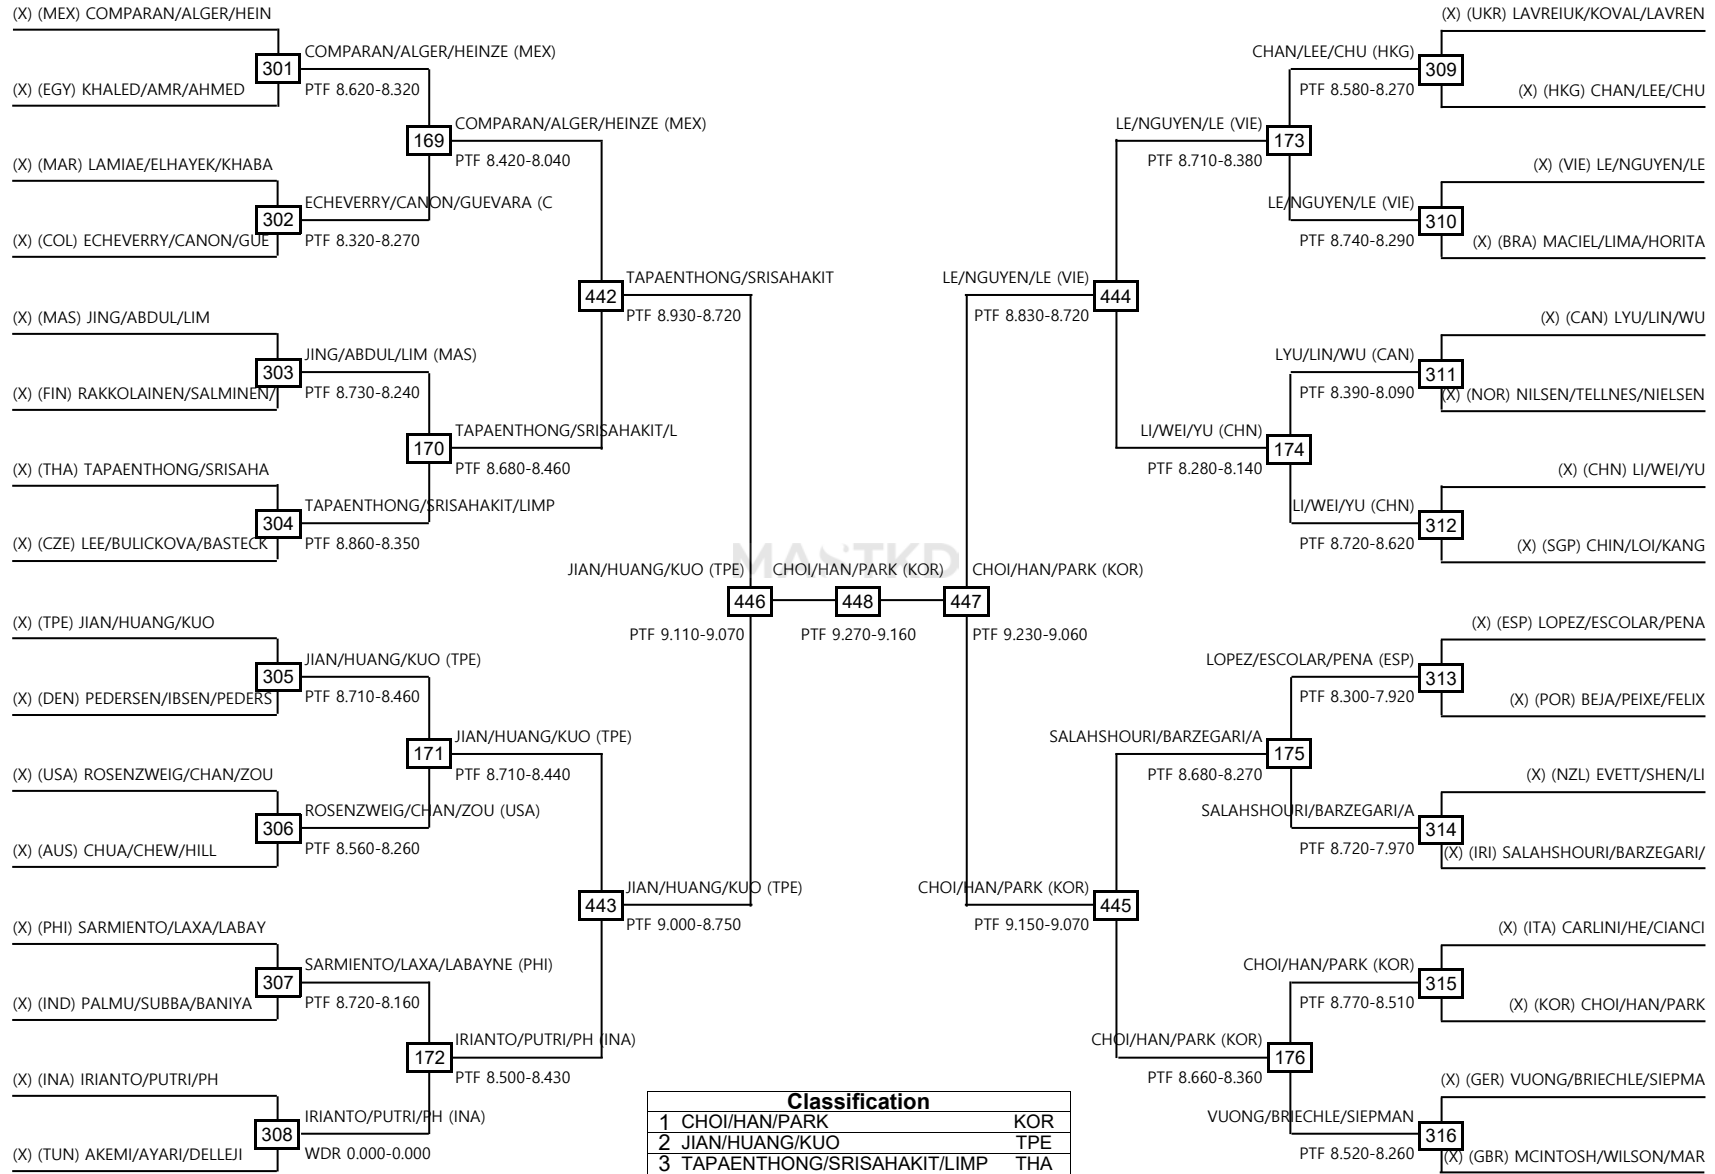 (X) (MEX) COMPARAN/ALGER/HEIN
301
COMPARAN/ALGER/HEINZE (MEX)
PTF 8.620-8.320
(X) (EGY) KHALED/AMR/AHMED
169
COMPARAN/ALGER/HEINZE (MEX)
PTF 8.420-8.040
(X) (MAR) LAMIAE/ELHAYEK/KHABA
302
ECHEVERRY/CANON/GUEVARA (C
PTF 8.320-8.270
(X) (COL) ECHEVERRY/CANON/GUE
442
TAPAENTHONG/SRISAHAKIT
PTF 8.930-8.720
(X) (MAS) JING/ABDUL/LIM
303
JING/ABDUL/LIM (MAS)
PTF 8.730-8.240
(X) (FIN) RAKKOLAINEN/SALMINEN/
170
TAPAENTHONG/SRISAHAKIT/L
PTF 8.680-8.460
(X) (THA) TAPAENTHONG/SRISAHA
304
TAPAENTHONG/SRISAHAKIT/LIMP
PTF 8.860-8.350
(X) (CZE) LEE/BULICKOVA/BASTECK
JIAN/HUANG/KUO (TPE)
446
PTF 9.110-9.070
(X) (TPE) JIAN/HUANG/KUO
305
JIAN/HUANG/KUO (TPE)
PTF 8.710-8.460
(X) (DEN) PEDERSEN/IBSEN/PEDERS
171
JIAN/HUANG/KUO (TPE)
PTF 8.710-8.440
(X) (USA) ROSENZWEIG/CHAN/ZOU
306
ROSENZWEIG/CHAN/ZOU (USA)
PTF 8.560-8.260
(X) (AUS) CHUA/CHEW/HILL
443
JIAN/HUANG/KUO (TPE)
PTF 9.000-8.750
(X) (PHI) SARMIENTO/LAXA/LABAY
307
SARMIENTO/LAXA/LABAYNE (PHI)
PTF 8.720-8.160
(X) (IND) PALMU/SUBBA/BANIYA
172
IRIANTO/PUTRI/PH (INA)
PTF 8.500-8.430
(X) (INA) IRIANTO/PUTRI/PH
308
IRIANTO/PUTRI/PH (INA)
WDR 0.000-0.000
(X) (TUN) AKEMI/AYARI/DELLEJI
MASTKD
CHOI/HAN/PARK (KOR)
448
PTF 9.270-9.160
(X) (UKR) LAVREIUK/KOVAL/LAVREN
CHAN/LEE/CHU (HKG)
309
PTF 8.580-8.270
(X) (HKG) CHAN/LEE/CHU
LE/NGUYEN/LE (VIE)
173
PTF 8.710-8.380
(X) (VIE) LE/NGUYEN/LE
LE/NGUYEN/LE (VIE)
310
PTF 8.740-8.290
(X) (BRA) MACIEL/LIMA/HORITA
LE/NGUYEN/LE (VIE)
444
PTF 8.830-8.720
(X) (CAN) LYU/LIN/WU
LYU/LIN/WU (CAN)
311
PTF 8.390-8.090
(X) (NOR) NILSEN/TELLNES/NIELSEN
LI/WEI/YU (CHN)
174
PTF 8.280-8.140
(X) (CHN) LI/WEI/YU
LI/WEI/YU (CHN)
312
PTF 8.720-8.620
(X) (SGP) CHIN/LOI/KANG
CHOI/HAN/PARK (KOR)
447
PTF 9.230-9.060
(X) (ESP) LOPEZ/ESCOLAR/PENA
LOPEZ/ESCOLAR/PENA (ESP)
313
PTF 8.300-7.920
(X) (POR) BEJA/PEIXE/FELIX
SALAHSHOURI/BARZEGARI/A
175
PTF 8.680-8.270
(X) (NZL) EVETT/SHEN/LI
SALAHSHOURI/BARZEGARI/A
314
PTF 8.720-7.970
(X) (IRI) SALAHSHOURI/BARZEGARI/
CHOI/HAN/PARK (KOR)
445
PTF 9.150-9.070
(X) (ITA) CARLINI/HE/CIANCI
CHOI/HAN/PARK (KOR)
315
PTF 8.770-8.510
(X) (KOR) CHOI/HAN/PARK
CHOI/HAN/PARK (KOR)
176
PTF 8.660-8.360
(X) (GER) VUONG/BRIECHLE/SIEPMA
VUONG/BRIECHLE/SIEPMAN
316
PTF 8.520-8.260
(X) (GBR) MCINTOSH/WILSON/MAR
Classification
1 CHOI/HAN/PARK KOR
2 JIAN/HUANG/KUO TPE
3 TAPAENTHONG/SRISAHAKIT/LIMP THA